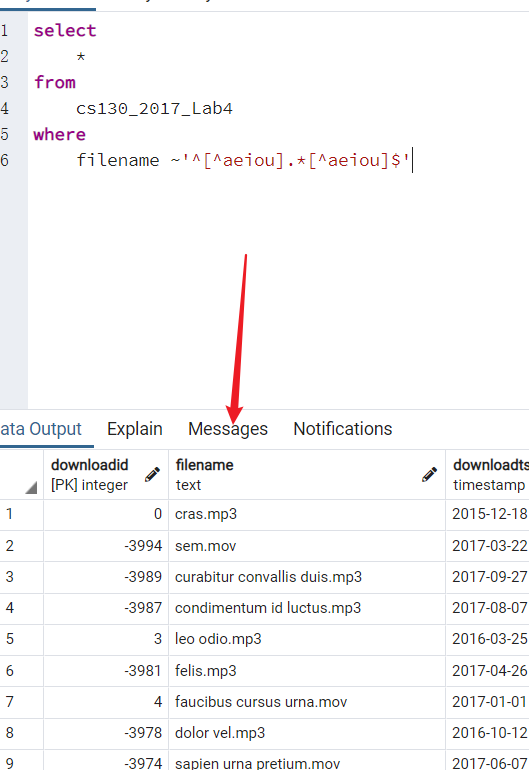 1 select
2 *
3 from
4 cs130_2017_Lab4
5 where
6 filename ~'^[^aeiou].*[^aeiou]$'
ata Output Explain Messages Notifications
downloadid filename downloadts
[PK] integer text timestamp
1 0 cras.mp3 2015-12-18
2 -3994 sem.mov 2017-03-22
3 -3989 curabitur convallis duis.mp3 2017-09-27
4 -3987 condimentum id luctus.mp3 2017-08-07
5 3 leo odio.mp3 2016-03-25
6 -3981 felis.mp3 2017-04-26
7 4 faucibus cursus urna.mov 2017-01-01
8 -3978 dolor vel.mp3 2016-10-12
9 -3974 sapien urna pretium.mov 2017-06-07